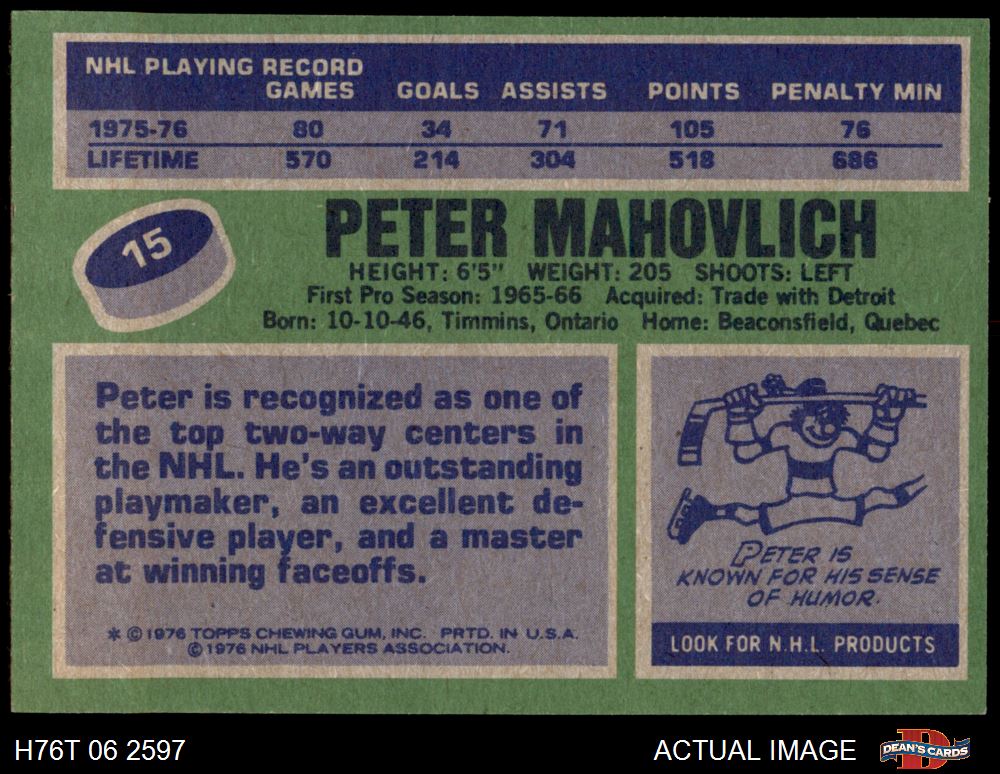 NHL PLAYING RECORD
GAMES GOALS ASSISTS POINTS PENALTY MIN
1975-76 80 34 71 105 76
LIFETIME 570 214 304 518 686
15
PETER MAHOVLICH
HEIGHT: 6'5" WEIGHT: 205 SHOOTS: LEFT
First Pro Season: 1965-66 Acquired: Trade with Detroit
Born: 10-10-46, Timmins, Ontario Home: Beaconsfield, Quebec
Peter is recognized as one of
the top two-way centers in
the NHL. He's an outstanding
playmaker, an excellent de-
fensive player, and a master
at winning faceoffs.
* © 1976 TOPPS CHEWING GUM, INC. PRTD. IN U.S.A.
© 1976 NHL PLAYERS ASSOCIATION.
PETER IS
KNOWN FOR HIS SENSE
OF HUMOR.
LOOK FOR N.H.L. PRODUCTS
H76T 06 2597 ACTUAL IMAGE DEAN'S CARDS